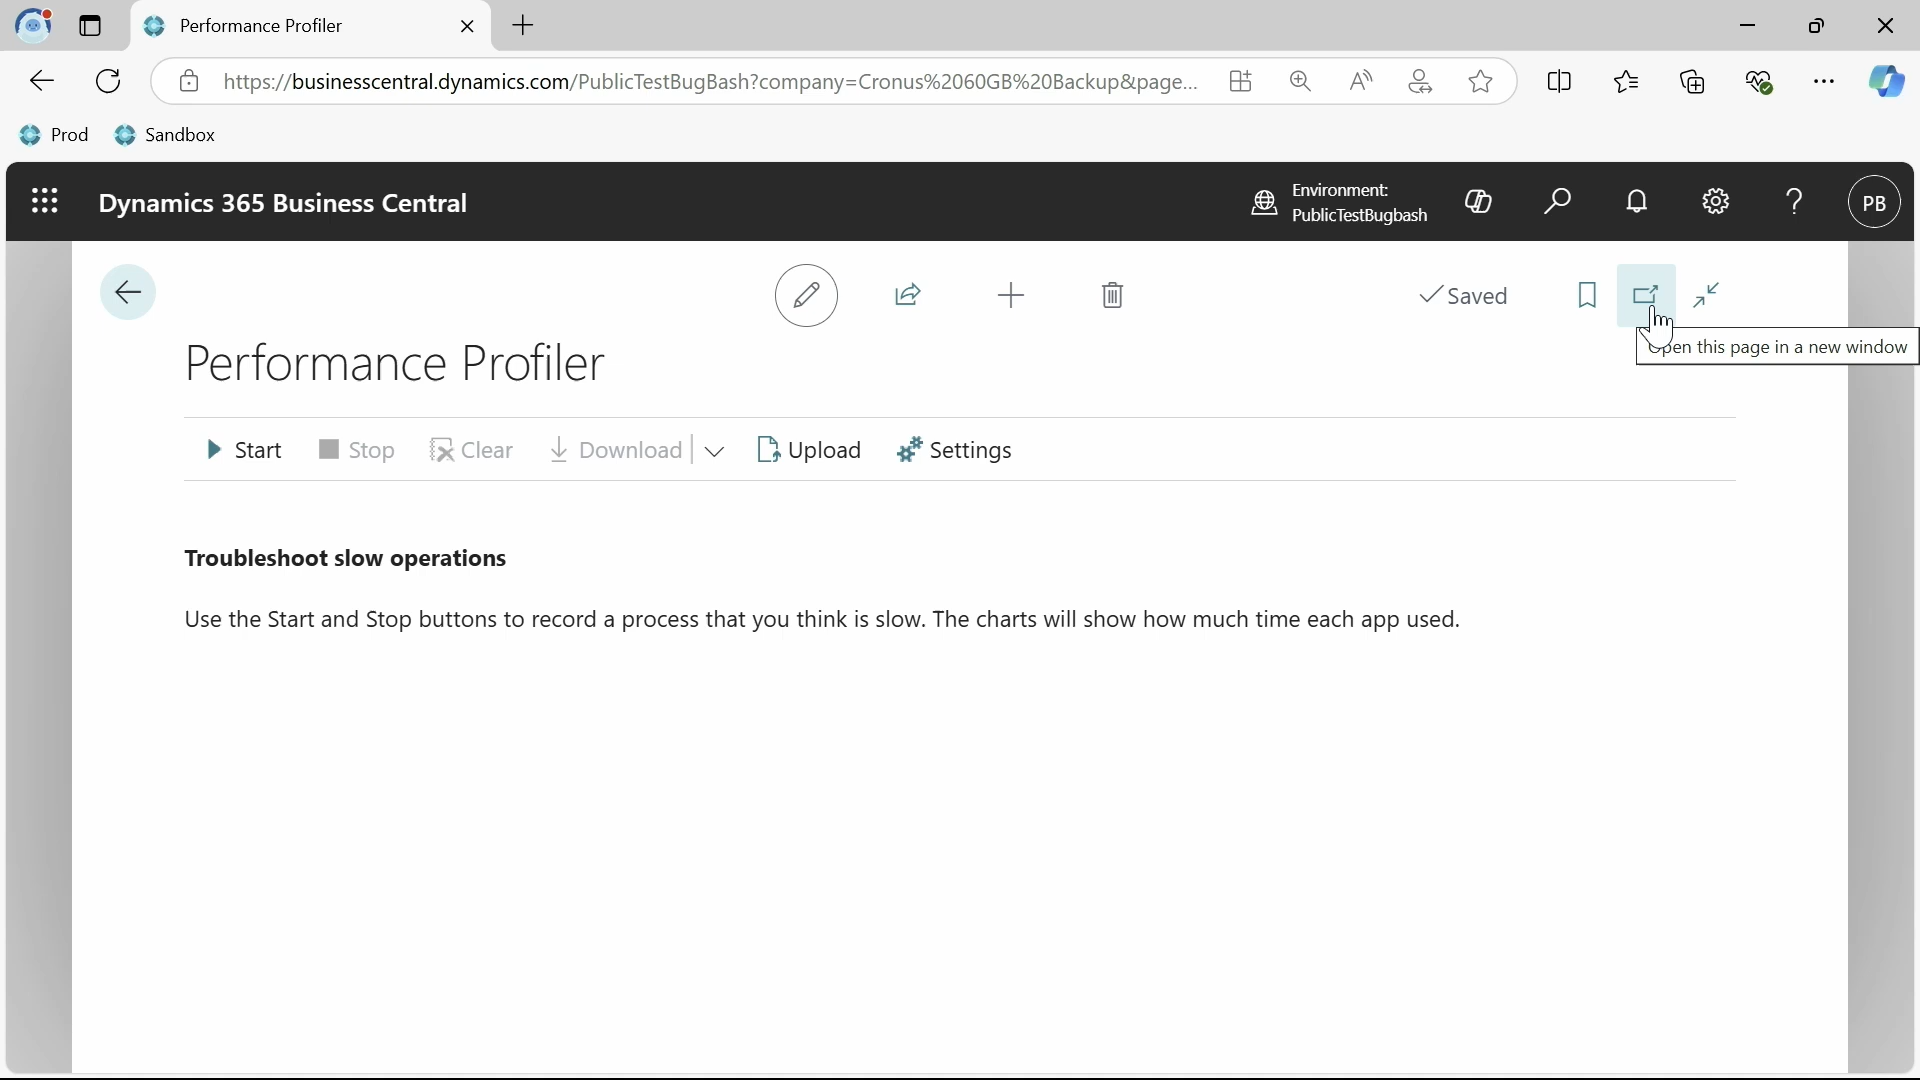 Performance Profiler
https://businesscentral.dynamics.com/PublicTestBugBash?company=Cronus%2060GB%20Backup&page...
Prod Sandbox
Dynamics 365 Business Central
Environment:
PublicTestBugbash
PB
Saved
Open this page in a new window
Performance Profiler
Start Stop Clear Download Upload Settings
Troubleshoot slow operations
Use the Start and Stop buttons to record a process that you think is slow. The charts will show how much time each app used.